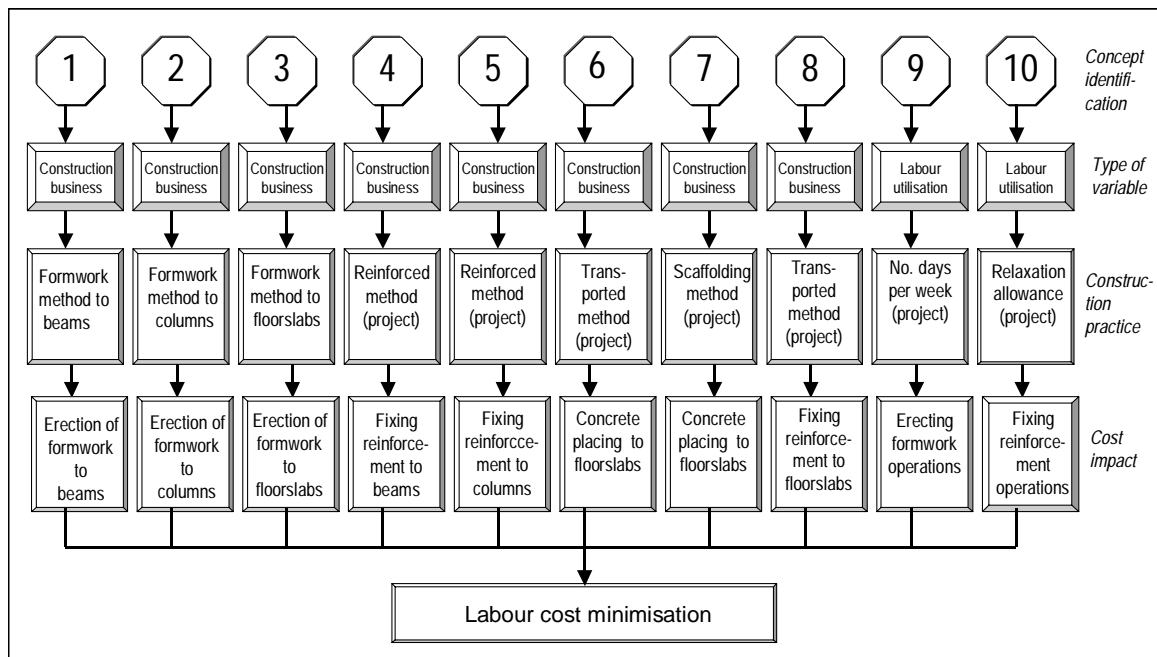 1 2 3 4 5 6 7 8 9 10
Concept
identifi-
cation
Construction
business
Construction
business
Construction
business
Construction
business
Construction
business
Construction
business
Construction
business
Construction
business
Labour
utilisation
Labour
utilisation
Type of
variable
Formwork
method to
beams
Formwork
method to
columns
Formwork
method to
floorslabs
Reinforced
method
(project)
Reinforced
method
(project)
Trans-
ported
method
(project)
Scaffolding
method
(project)
Trans-
ported
method
(project)
No. days
per week
(project)
Relaxation
allowance
(project)
Construc-
tion
practice
Erection of
formwork to
beams
Erection of
formwork to
columns
Erection of
formwork to
floorslabs
Fixing
reinforce-
ment to
beams
Fixing
reinforcce-
ment to
columns
Concrete
placing to
floorslabs
Concrete
placing to
floorslabs
Fixing
reinforce-
ment to
floorslabs
Erecting
formwork
operations
Fixing
reinforce-
ment
operations
Cost
impact
Labour cost minimisation